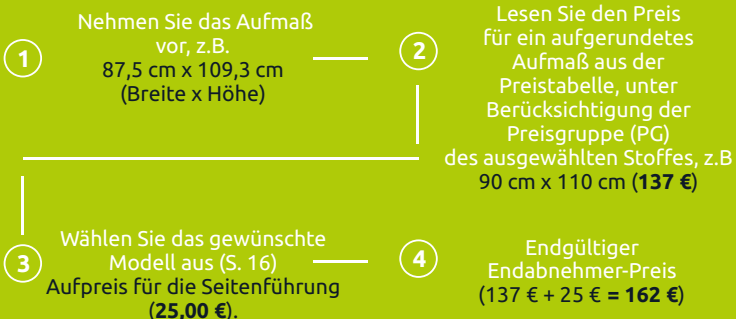 1
Nehmen Sie das Aufmaß
vor, z.B.
87,5 cm x 109,3 cm
(Breite x Höhe)
2
Lesen Sie den Preis
für ein aufgerundetes
Aufmaß aus der
Preistabelle, unter
Berücksichtigung der
Preisgruppe (PG)
des ausgewählten Stoffes, z.B
90 cm x 110 cm (137 €)
3
Wählen Sie das gewünschte
Modell aus (S. 16)
Aufpreis für die Seitenführung
(25,00 €).
4
Endgültiger
Endabnehmer-Preis
(137 € + 25 € = 162 €)